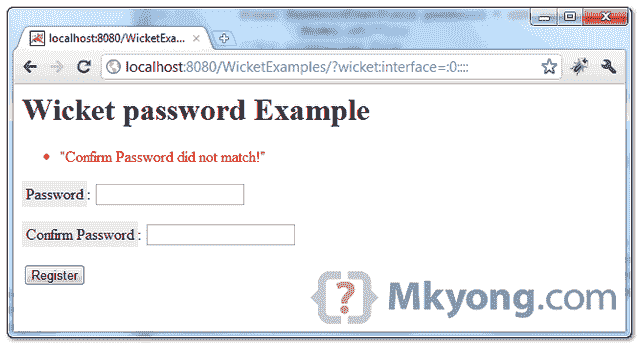 localhost:8080/WicketExa...
localhost:8080/WicketExamples/?wicket:interface=:0::::
Wicket password Example
"Confirm Password did not match!"
Password :
Confirm Password :
Register
{?} Mkyong.com